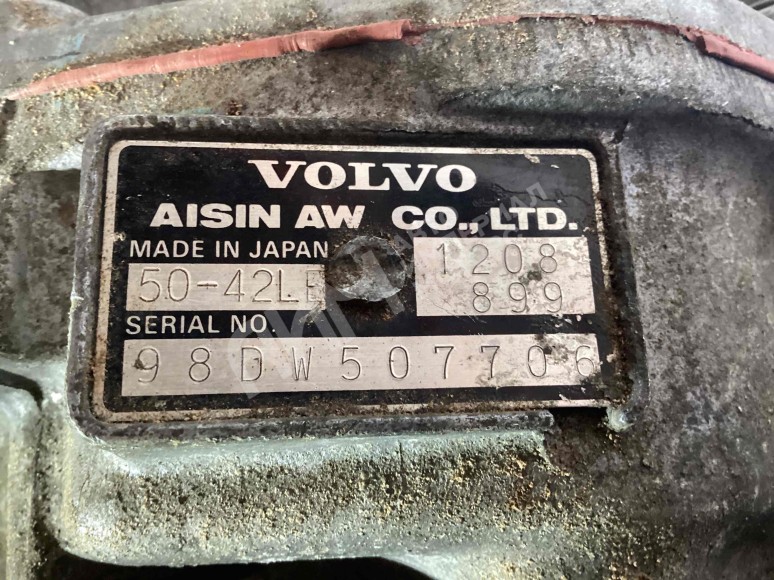 VOLVO
AISIN AW CO., LTD.
MADE IN JAPAN
50-42LE
1208
899
SERIAL NO.
98DW507706